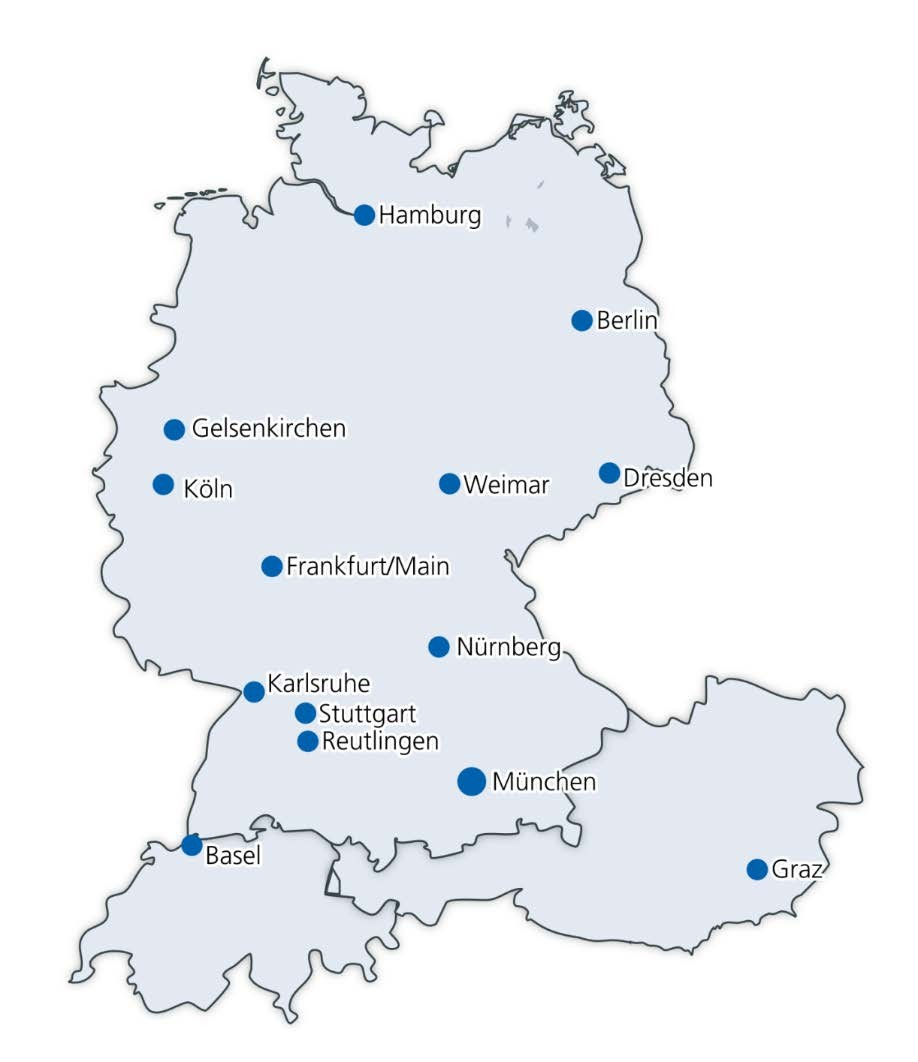 Hamburg
Berlin
Gelsenkirchen
Köln
Weimar
Dresden
Frankfurt/Main
Nürnberg
Karlsruhe
Stuttgart
Reutlingen
München
Basel
Graz